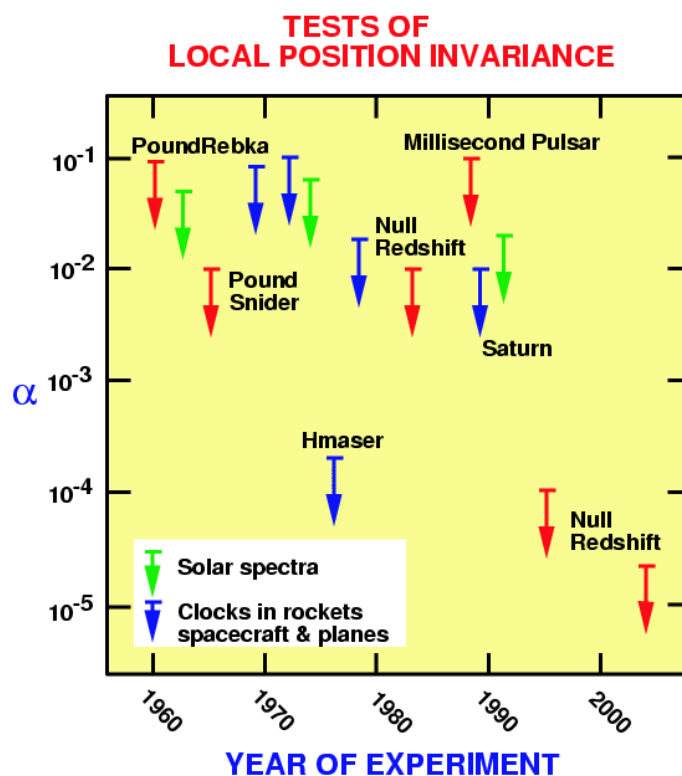 TESTS OF
LOCAL POSITION INVARIANCE
PoundRebka
Millisecond Pulsar
10-1
Null
Redshift
10-2
Pound
Snider
Saturn
10-3
α
Hmaser
10-4
Null
Redshift
Solar spectra
10-5
Clocks in rockets
spacecraft & planes
1960
1970
1980
1990
2000
YEAR OF EXPERIMENT